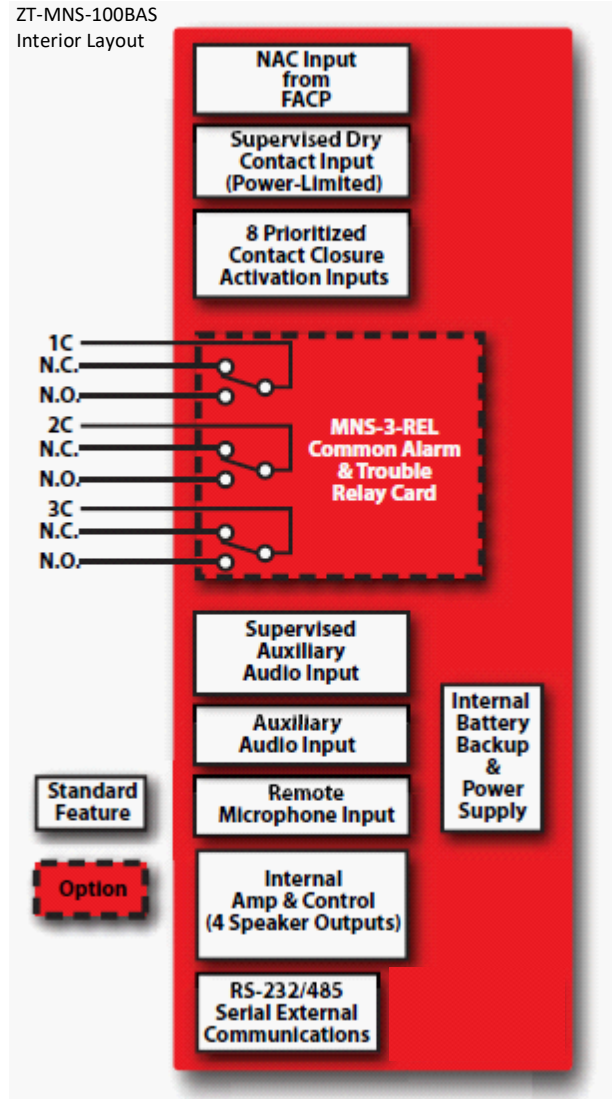 ZT-MNS-100BAS
Interior Layout
NAC Input
from
FACP
Supervised Dry
Contact Input
(Power-Limited)
8 Prioritized
Contact Closure
Activation Inputs
1C
N.C.
N.O.
2C
N.C.
N.O.
3C
N.C.
N.O.
MNS-3-REL
Common Alarm
& Trouble
Relay Card
Supervised
Auxiliary
Audio Input
Auxiliary
Audio Input
Remote
Microphone Input
Internal
Amp & Control
(4 Speaker Outputs)
RS-232/485
Serial External
Communications
Internal
Battery
Backup
&
Power
Supply
Standard
Feature
Option